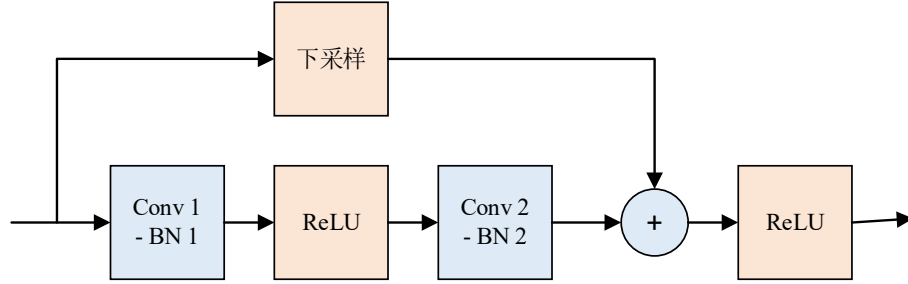 下采样
Conv 1
- BN 1
ReLU
Conv 2
- BN 2
+
ReLU